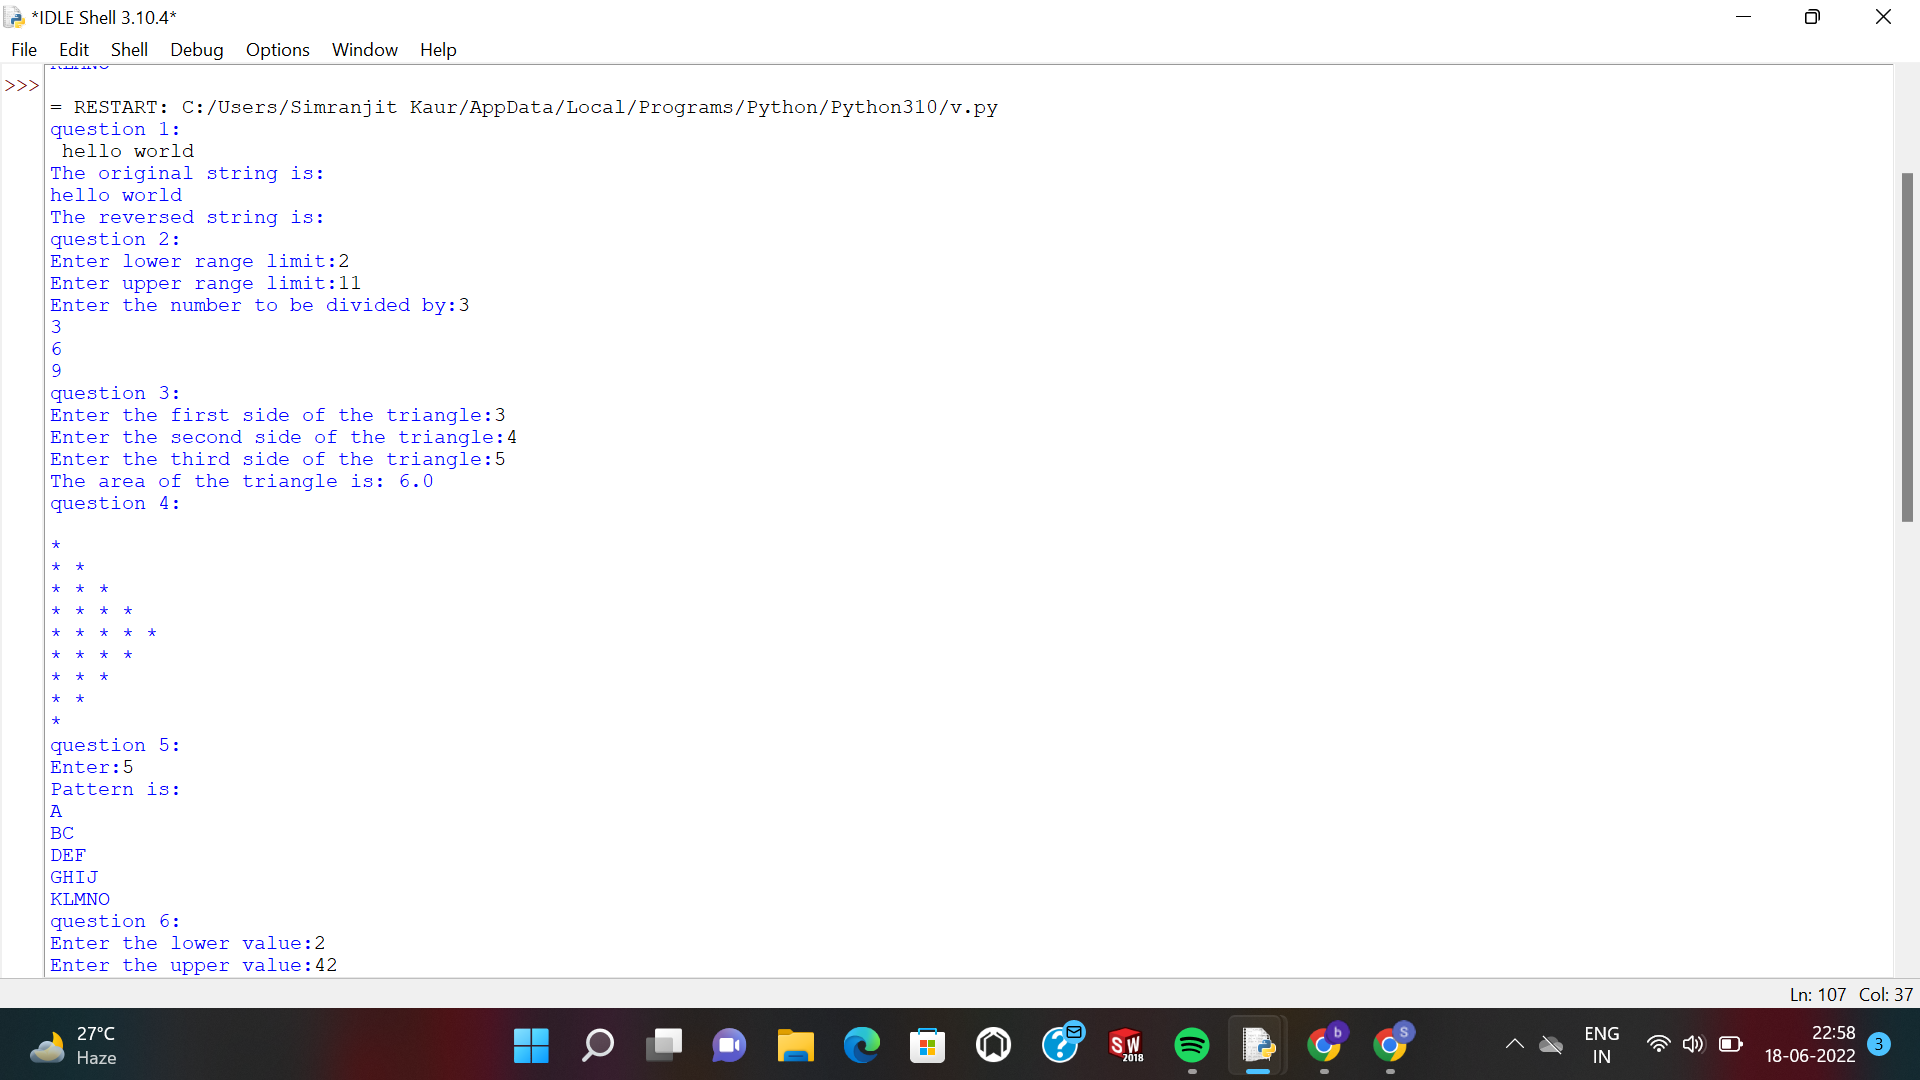 *IDLE Shell 3.10.4*
File Edit Shell Debug Options Window Help
>>>
= RESTART: C:/Users/Simranjit Kaur/AppData/Local/Programs/Python/Python310/v.py
question 1:
hello world
The original string is:
hello world
The reversed string is:
question 2:
Enter lower range limit:2
Enter upper range limit:11
Enter the number to be divided by:3
3
6
9
question 3:
Enter the first side of the triangle:3
Enter the second side of the triangle:4
Enter the third side of the triangle:5
The area of the triangle is: 6.0
question 4:
*
* *
* * *
* * * *
* * * * *
* * * *
* * *
* *
*
question 5:
Enter:5
Pattern is:
A
BC
DEF
GHIJ
KLMNO
question 6:
Enter the lower value:2
Enter the upper value:42
Ln: 107 Col: 37
27°C
Haze
SW
2018
b
S
ENG
IN
22:58
18-06-2022
3